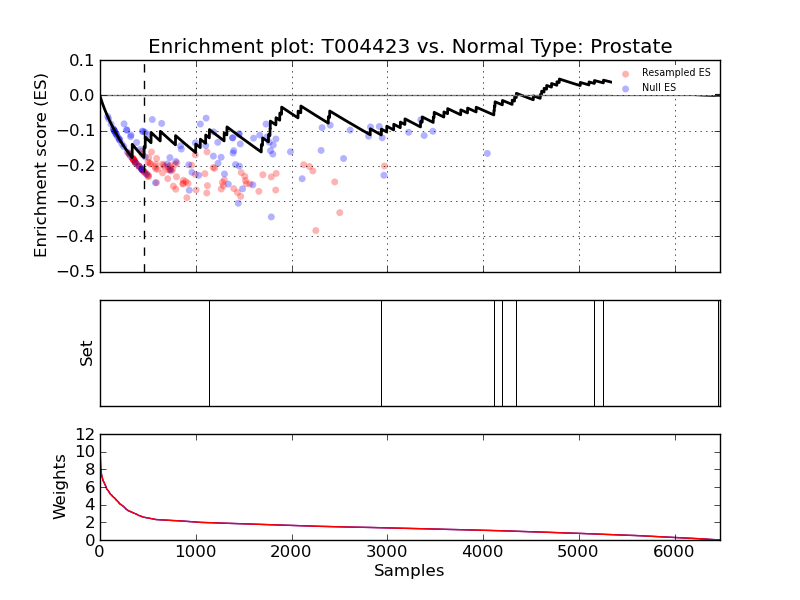 Enrichment plot: T004423 vs. Normal Type: Prostate
Enrichment score (ES)
0.1
0.0
−0.1
−0.2
−0.3
−0.4
−0.5
Resampled ES
Null ES
Set
Weights
12
10
8
6
4
2
0
0 1000 2000 3000 4000 5000 6000
Samples